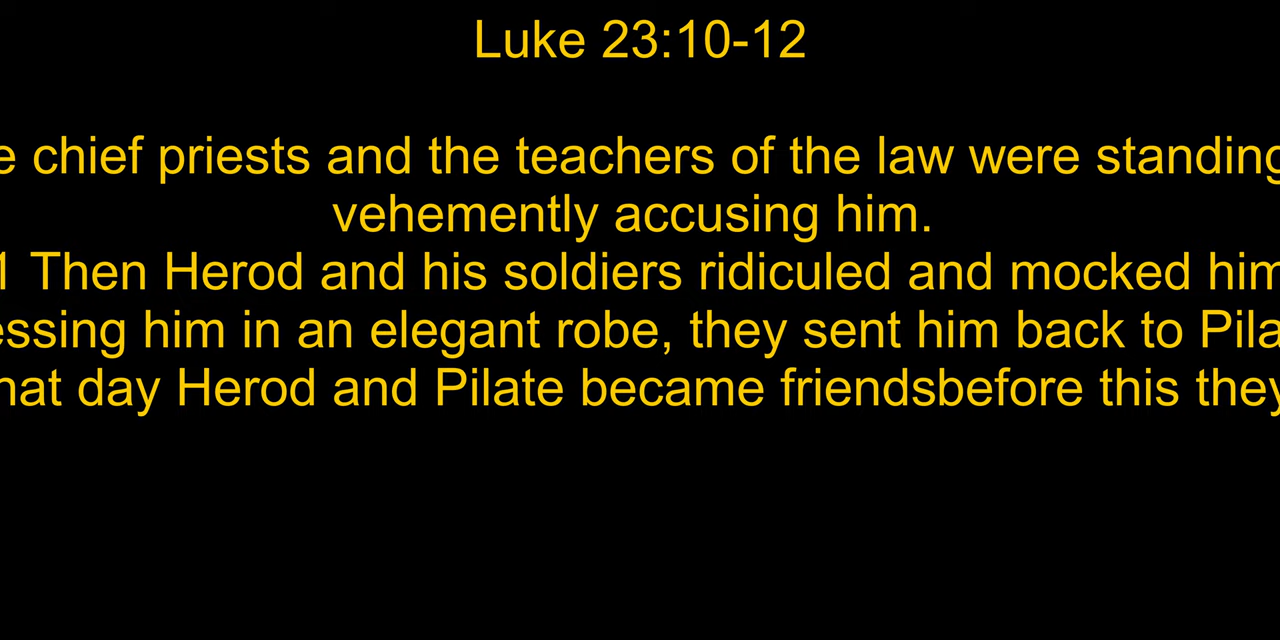 Luke 23:10-12
e chief priests and the teachers of the law were standing
vehemently accusing him.
1 Then Herod and his soldiers ridiculed and mocked him
essing him in an elegant robe, they sent him back to Pila
hat day Herod and Pilate became friendsbefore this they